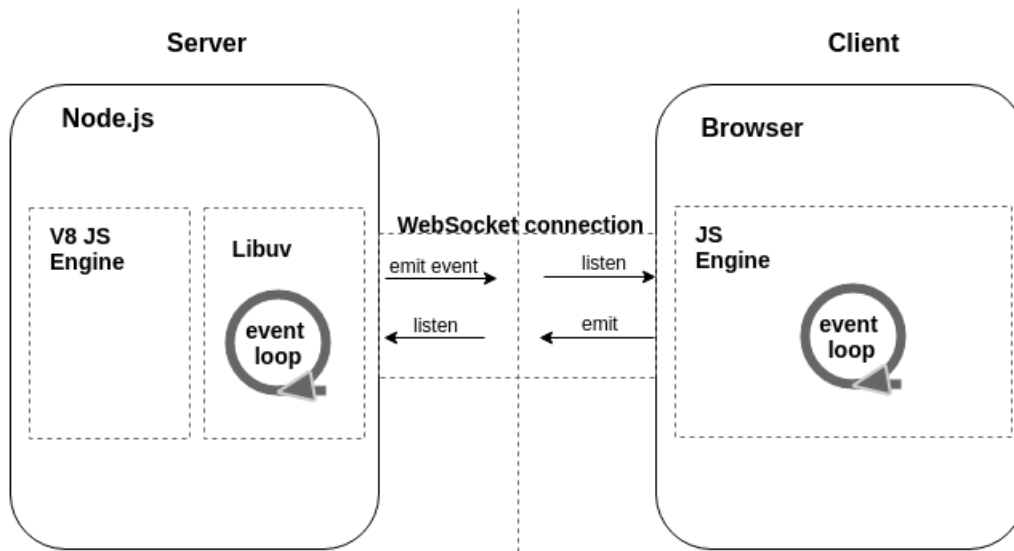 Server
Client
Node.js
Browser
V8 JS
Engine
Libuv
event
loop
WebSocket connection
emit event
listen
listen
emit
JS
Engine
event
loop